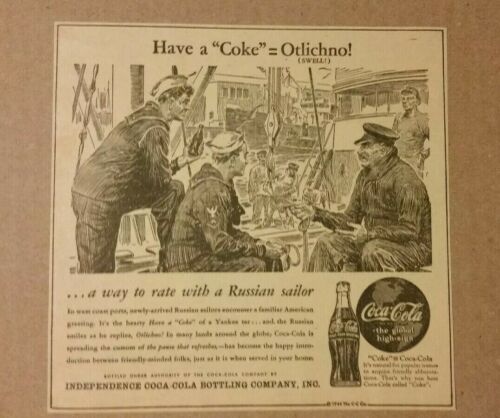 Have a "Coke" = Otlichno!
(SWELL!)
...a way to rate with a Russian sailor
In west coast ports, newly-arrived Russian sailors encounter a familiar American
greeting. It's the hearty Have a "Coke" of a Yankee tar...and the Russian
smiles as he replies, Otlichno! In many lands around the globe, Coca-Cola is
spreading the custom of the pause that refreshes,—has become the happy intro-
duction between friendly-minded folks, just as it is when served in your home.
BOTTLED UNDER AUTHORITY OF THE COCA-COLA COMPANY BY
INDEPENDENCE COCA-COLA BOTTLING COMPANY, INC.
Coca-Cola
Coca-Cola
-the global
high-sign
"Coke" = Coca-Cola
It's natural for popular names
to acquire friendly abbrevia-
tions. That's why you hear
Coca-Cola called "Coke".
© 1944 The C-C Co.